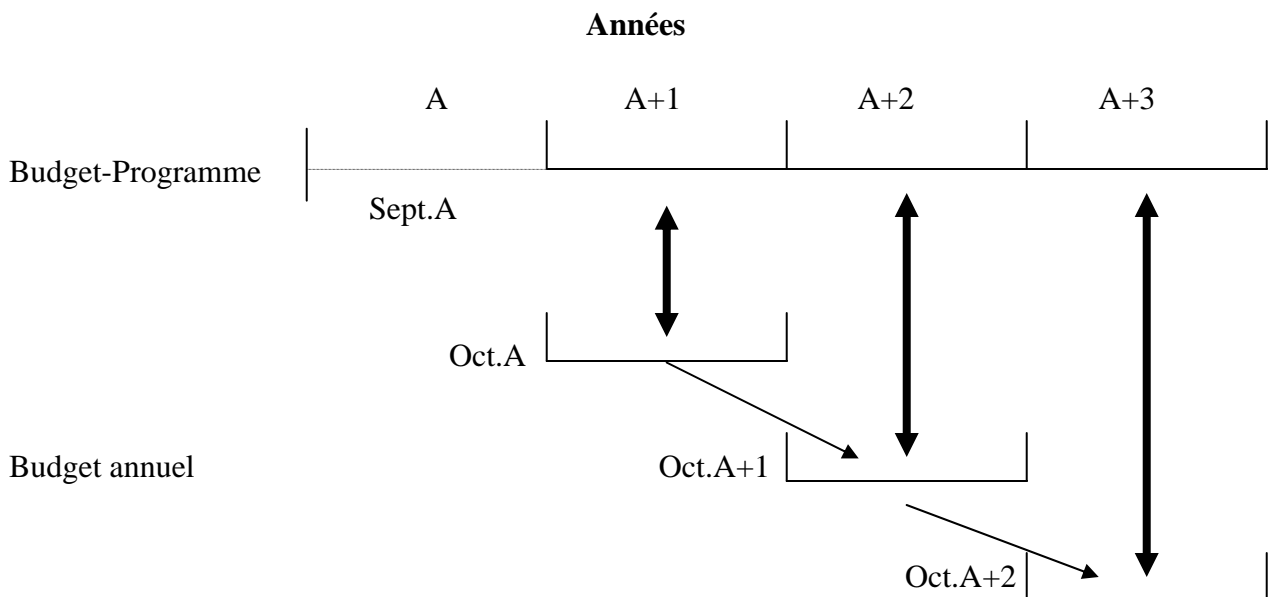 Années
A A+1 A+2 A+3
Budget-Programme
Sept.A
Oct.A
Budget annuel Oct.A+1
Oct.A+2